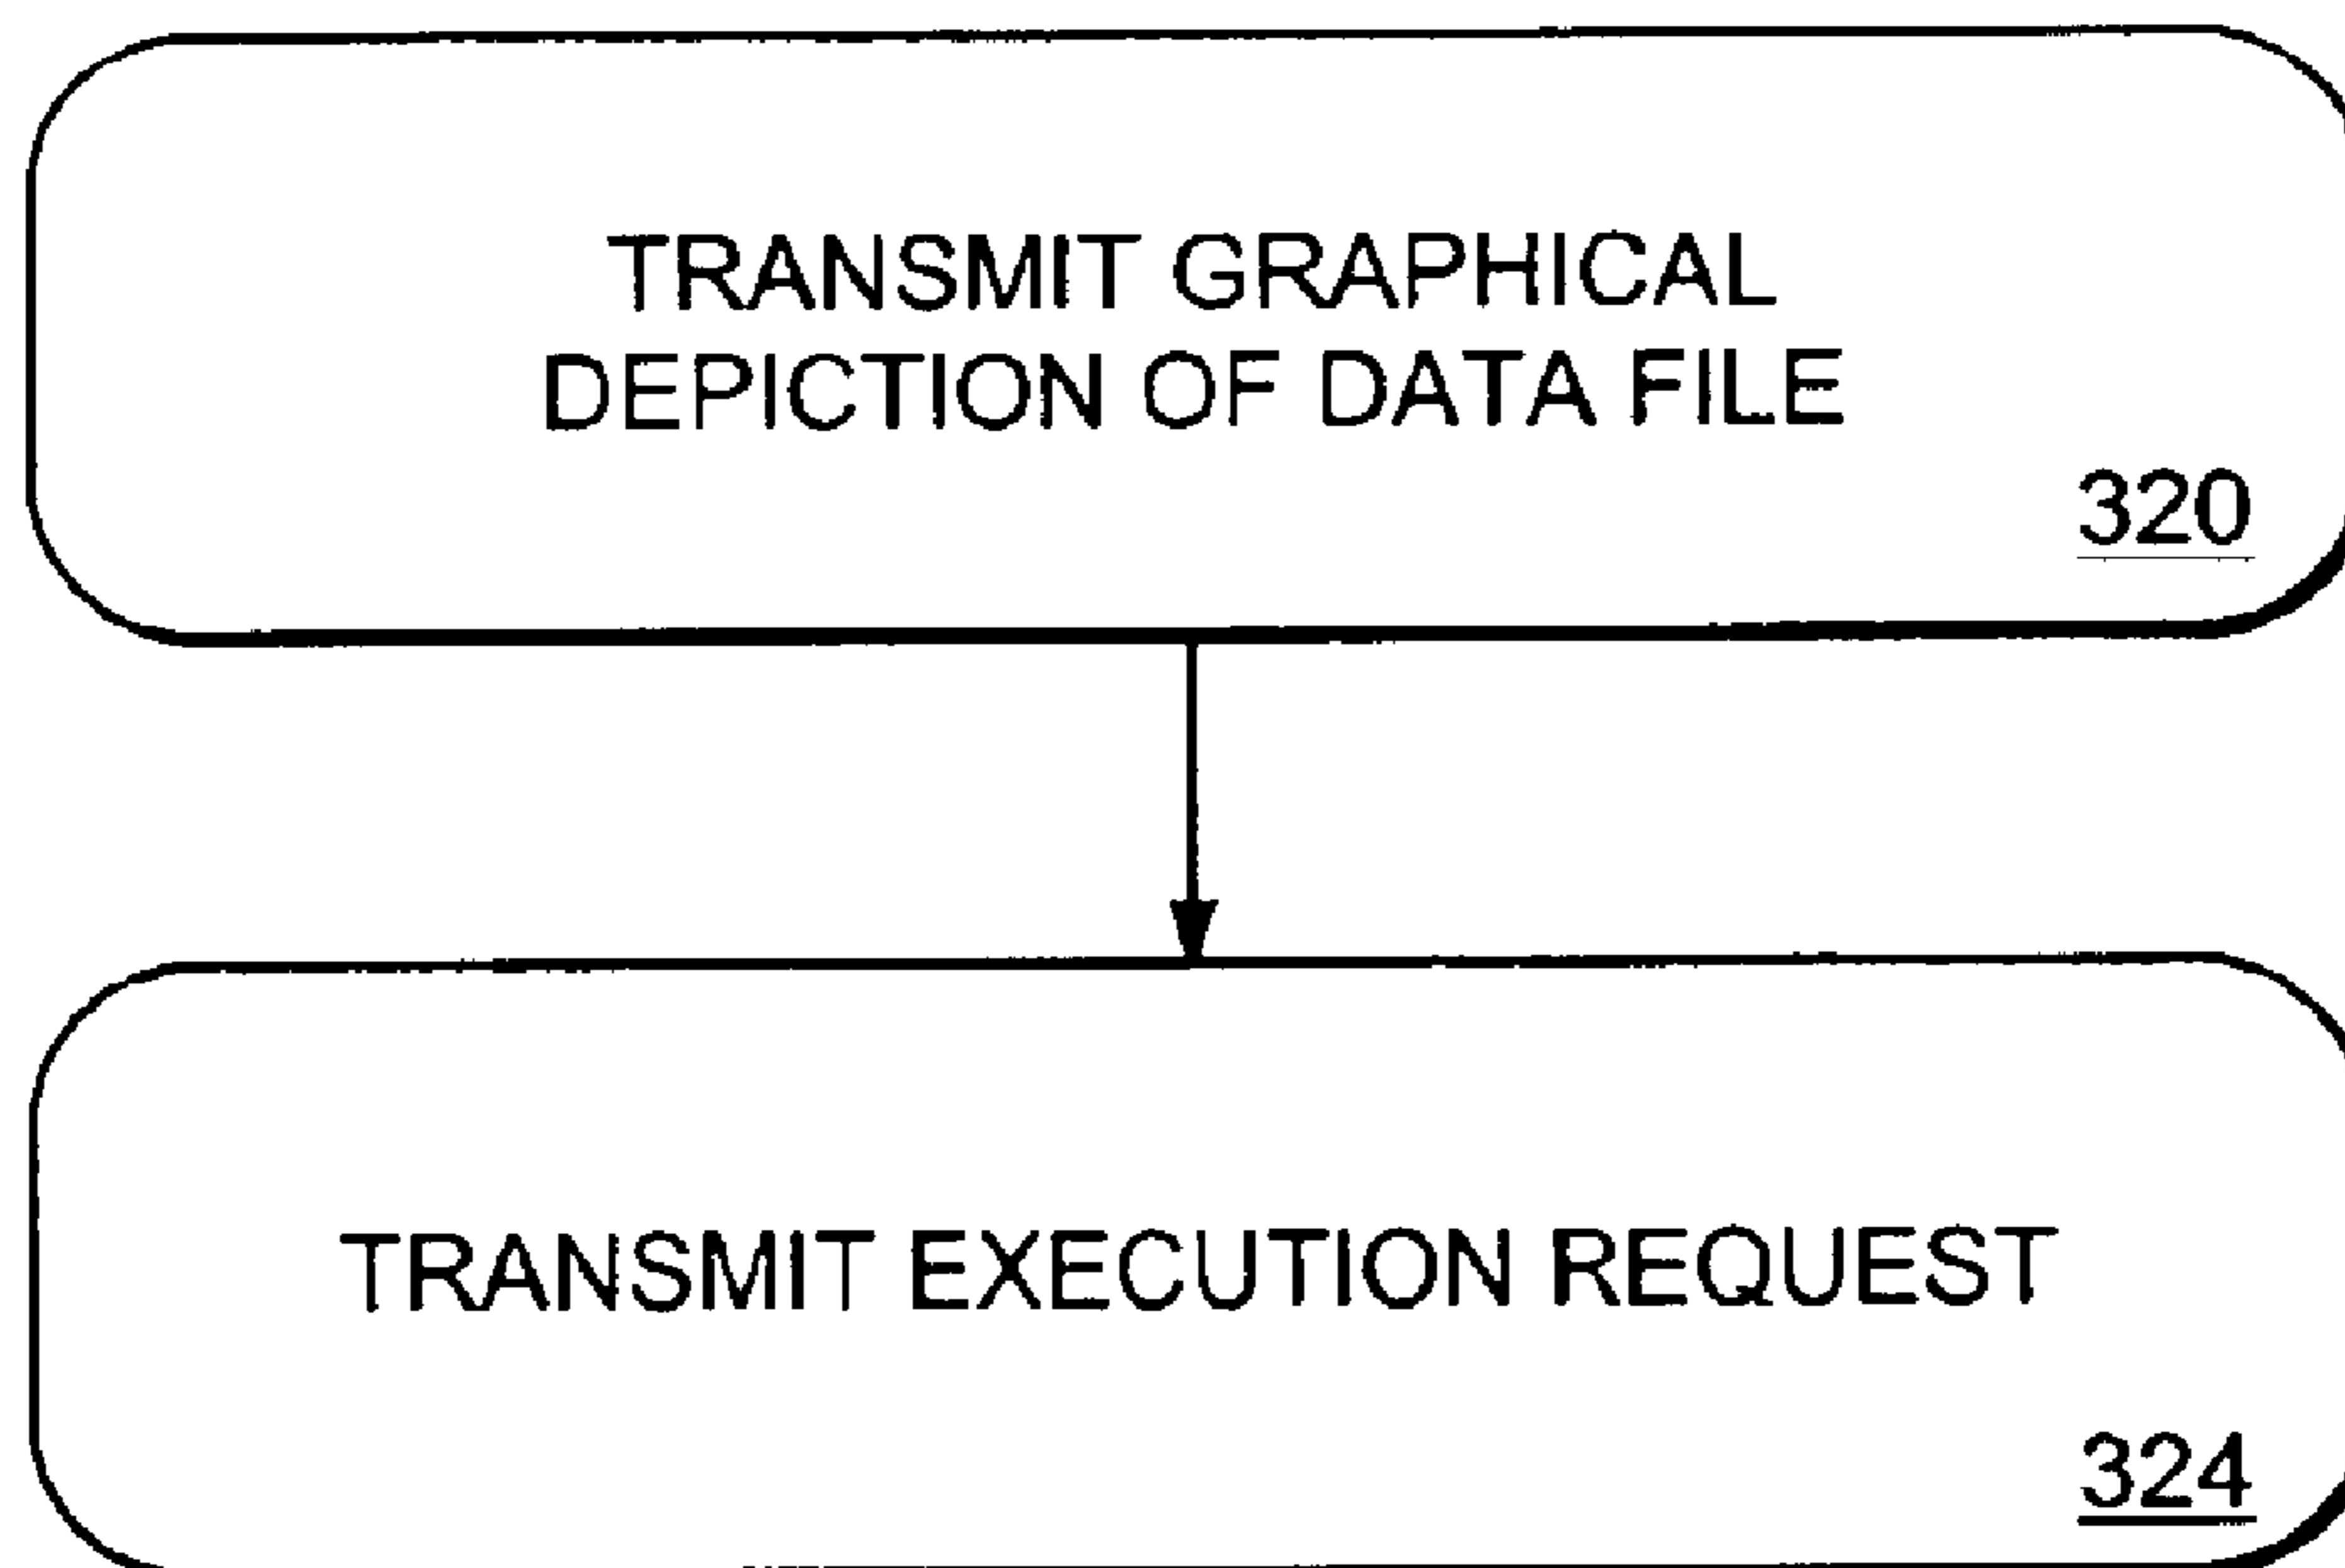 TRANSMIT GRAPHICAL
DEPICTION OF DATA FILE
320
TRANSMIT EXECUTION REQUEST
324